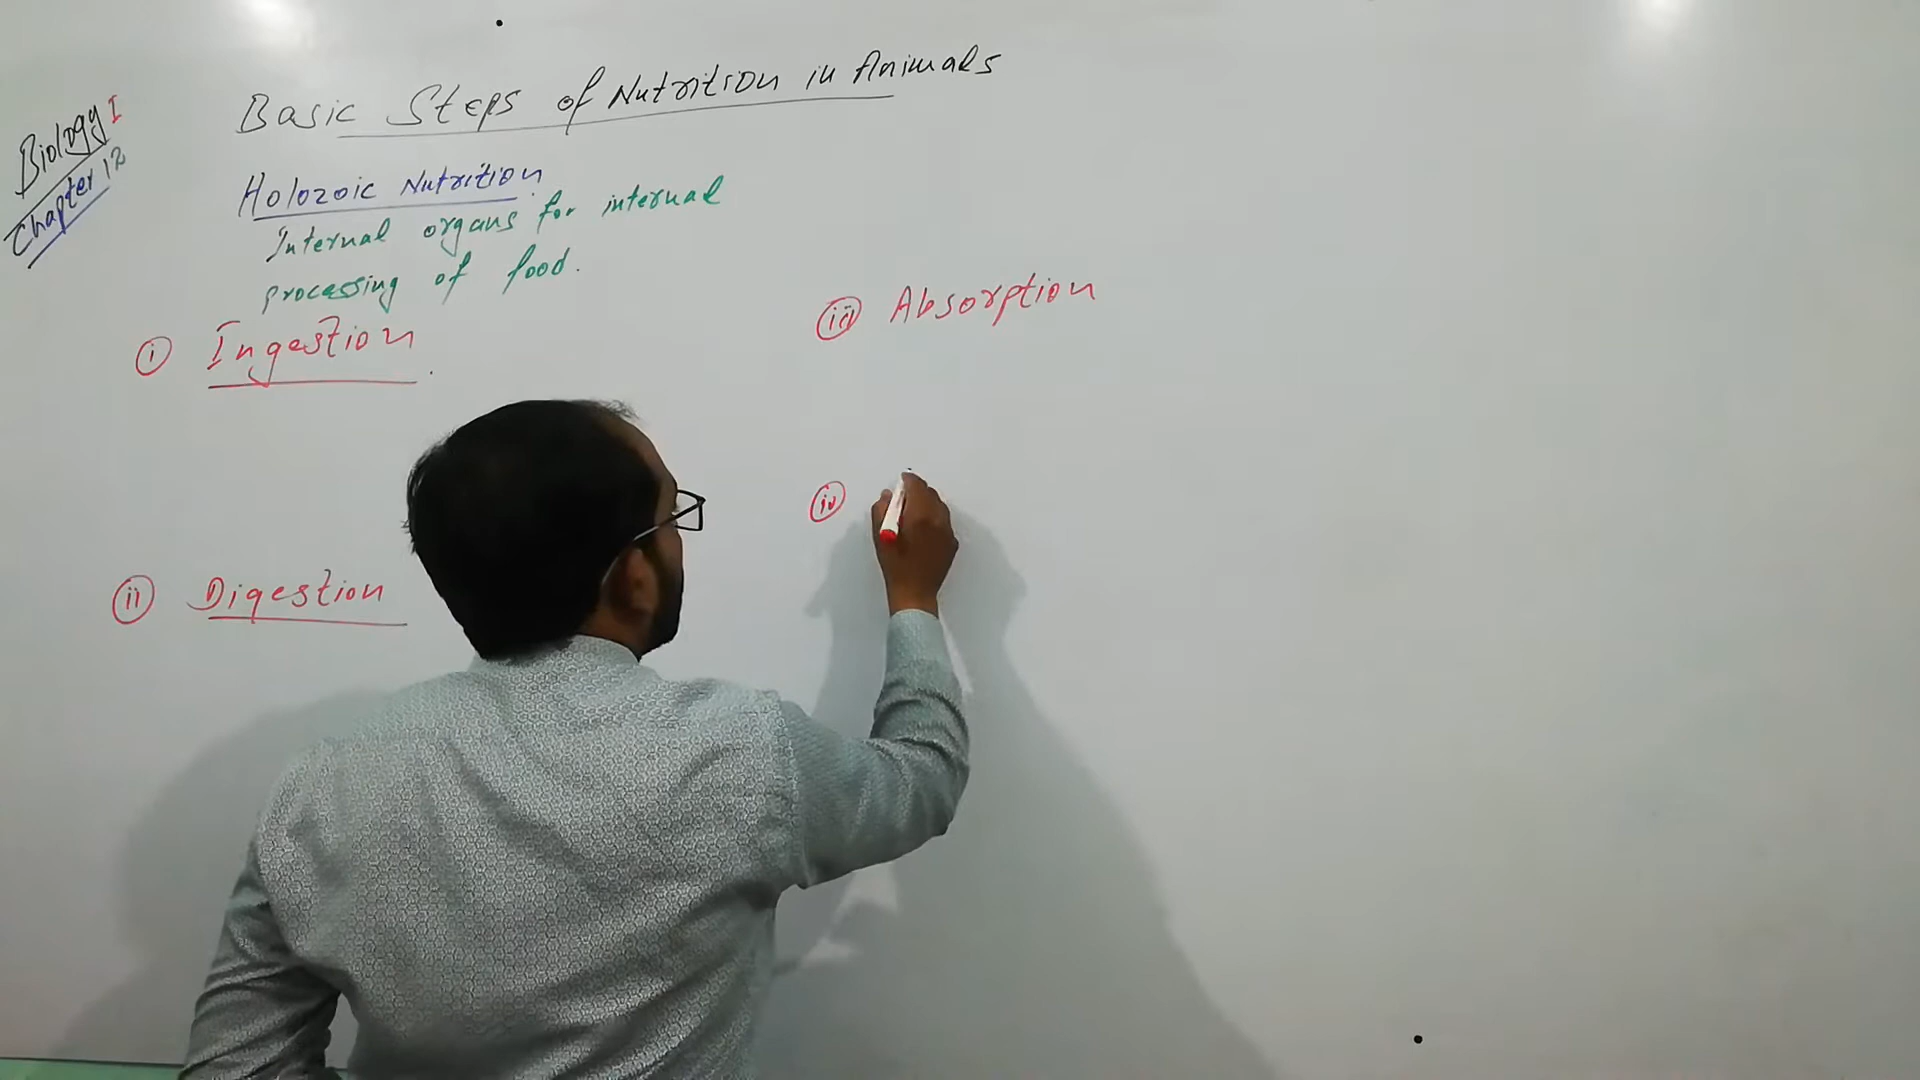 Biology I
Chapter 12
Basic Steps of Nutrition in Animals
Holozoic Nutrition
Internal organs for internal
processing of food.
i Ingestion
ii Digestion
iii Absorption
iv